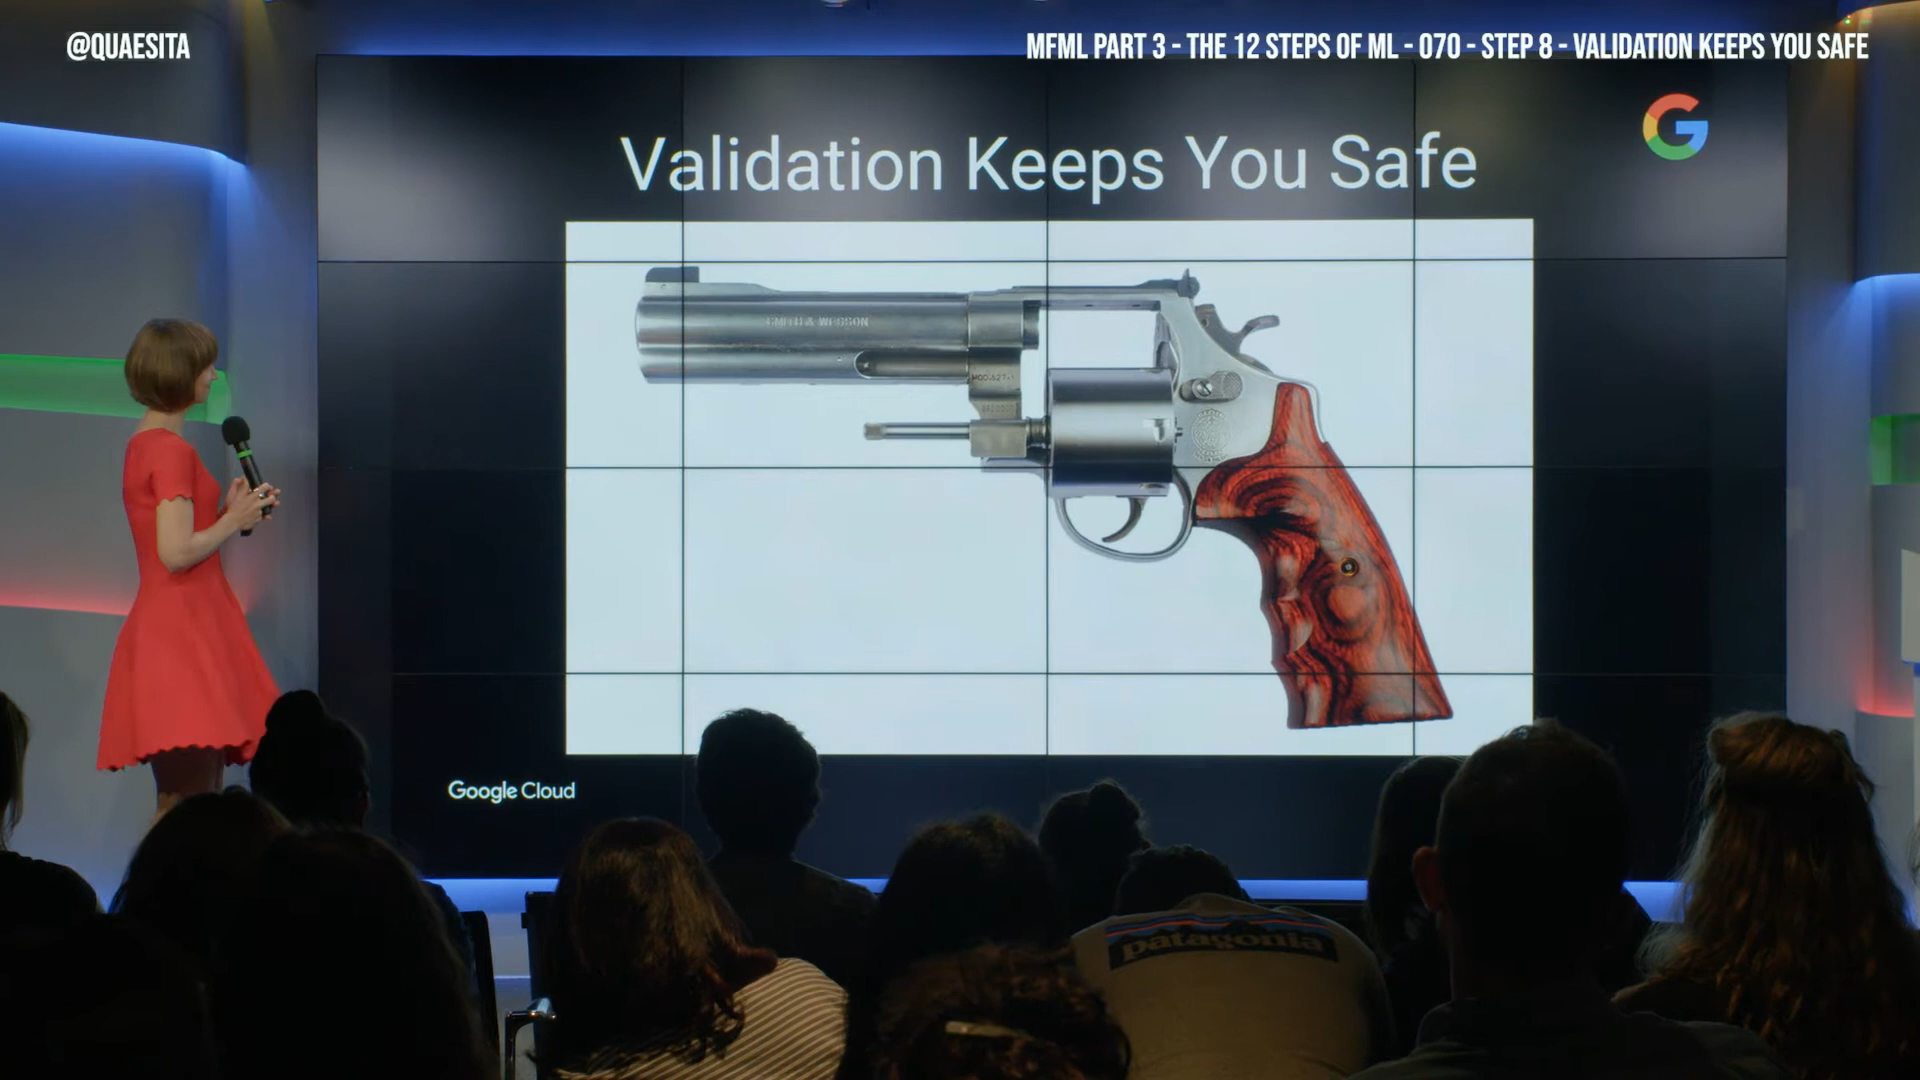 @QUAESITA
MFML PART 3 - THE 12 STEPS OF ML - 070 - STEP 8 - VALIDATION KEEPS YOU SAFE
G
Validation Keeps You Safe
SMITH & WESSON
Google Cloud
patagonia